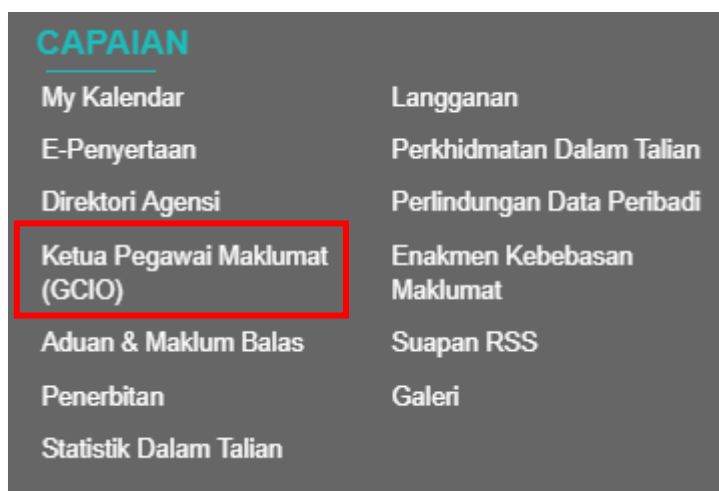 CAPAIAN
My Kalendar
E-Penyertaan
Direktori Agensi
Ketua Pegawai Maklumat
(GCIO)
Aduan & Maklum Balas
Penerbitan
Statistik Dalam Talian
Langganan
Perkhidmatan Dalam Talian
Perlindungan Data Peribadi
Enakmen Kebebasan
Maklumat
Suapan RSS
Galeri